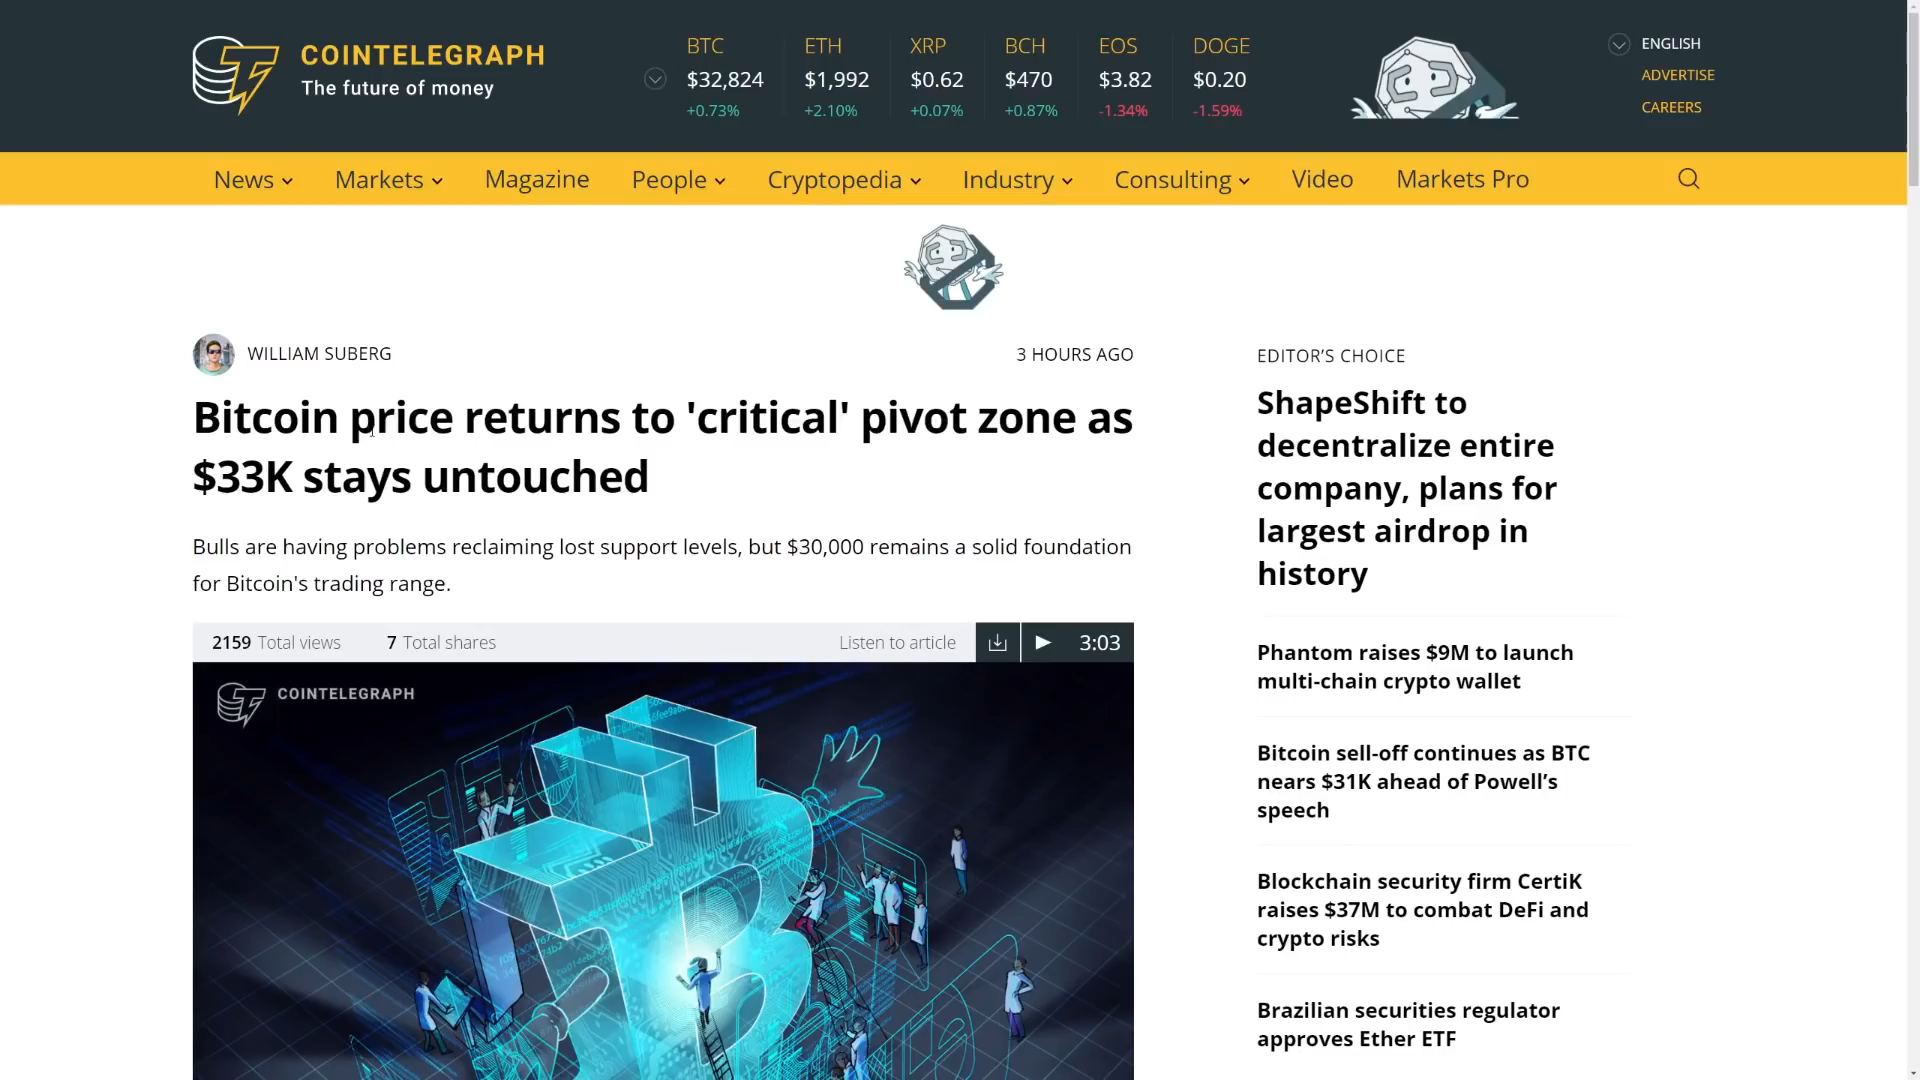 COINTELEGRAPH
The future of money
BTC
$32,824
+0.73%
ETH
$1,992
+2.10%
XRP
$0.62
+0.07%
BCH
$470
+0.87%
EOS
$3.82
-1.34%
DOGE
$0.20
-1.59%
ENGLISH
ADVERTISE
CAREERS
News
Markets
Magazine
People
Cryptopedia
Industry
Consulting
Video
Markets Pro
WILLIAM SUBERG
3 HOURS AGO
Bitcoin price returns to 'critical' pivot zone as
$33K stays untouched
Bulls are having problems reclaiming lost support levels, but $30,000 remains a solid foundation
for Bitcoin's trading range.
2159 Total views
7 Total shares
Listen to article
3:03
COINTELEGRAPH
EDITOR’S CHOICE
ShapeShift to
decentralize entire
company, plans for
largest airdrop in
history
Phantom raises $9M to launch
multi-chain crypto wallet
Bitcoin sell-off continues as BTC
nears $31K ahead of Powell’s
speech
Blockchain security firm CertiK
raises $37M to combat DeFi and
crypto risks
Brazilian securities regulator
approves Ether ETF